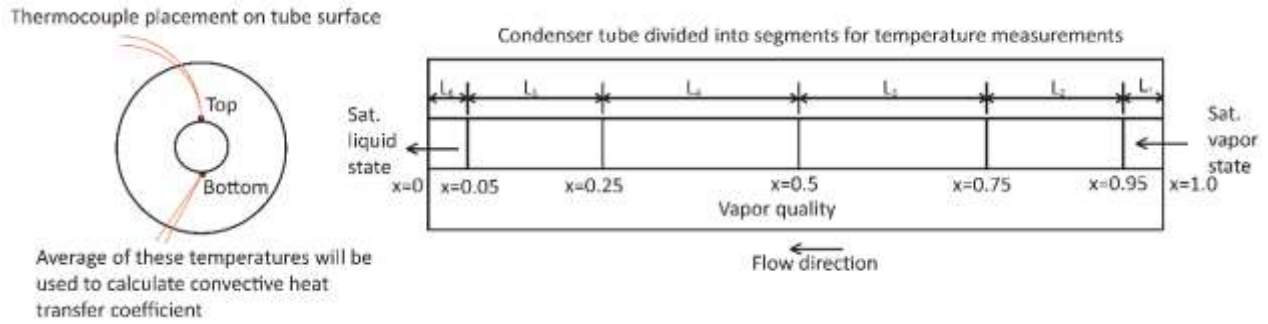 Thermocouple placement on tube surface
Top
Bottom
Average of these temperatures will be
used to calculate convective heat
transfer coefficient
Condenser tube divided into segments for temperature measurements
L₆ L₅ L₄ L₃ L₂ L₁
Sat.
liquid
state
Sat.
vapor
state
x=0 x=0.05 x=0.25 x=0.5 x=0.75 x=0.95 x=1.0
Vapor quality
Flow direction